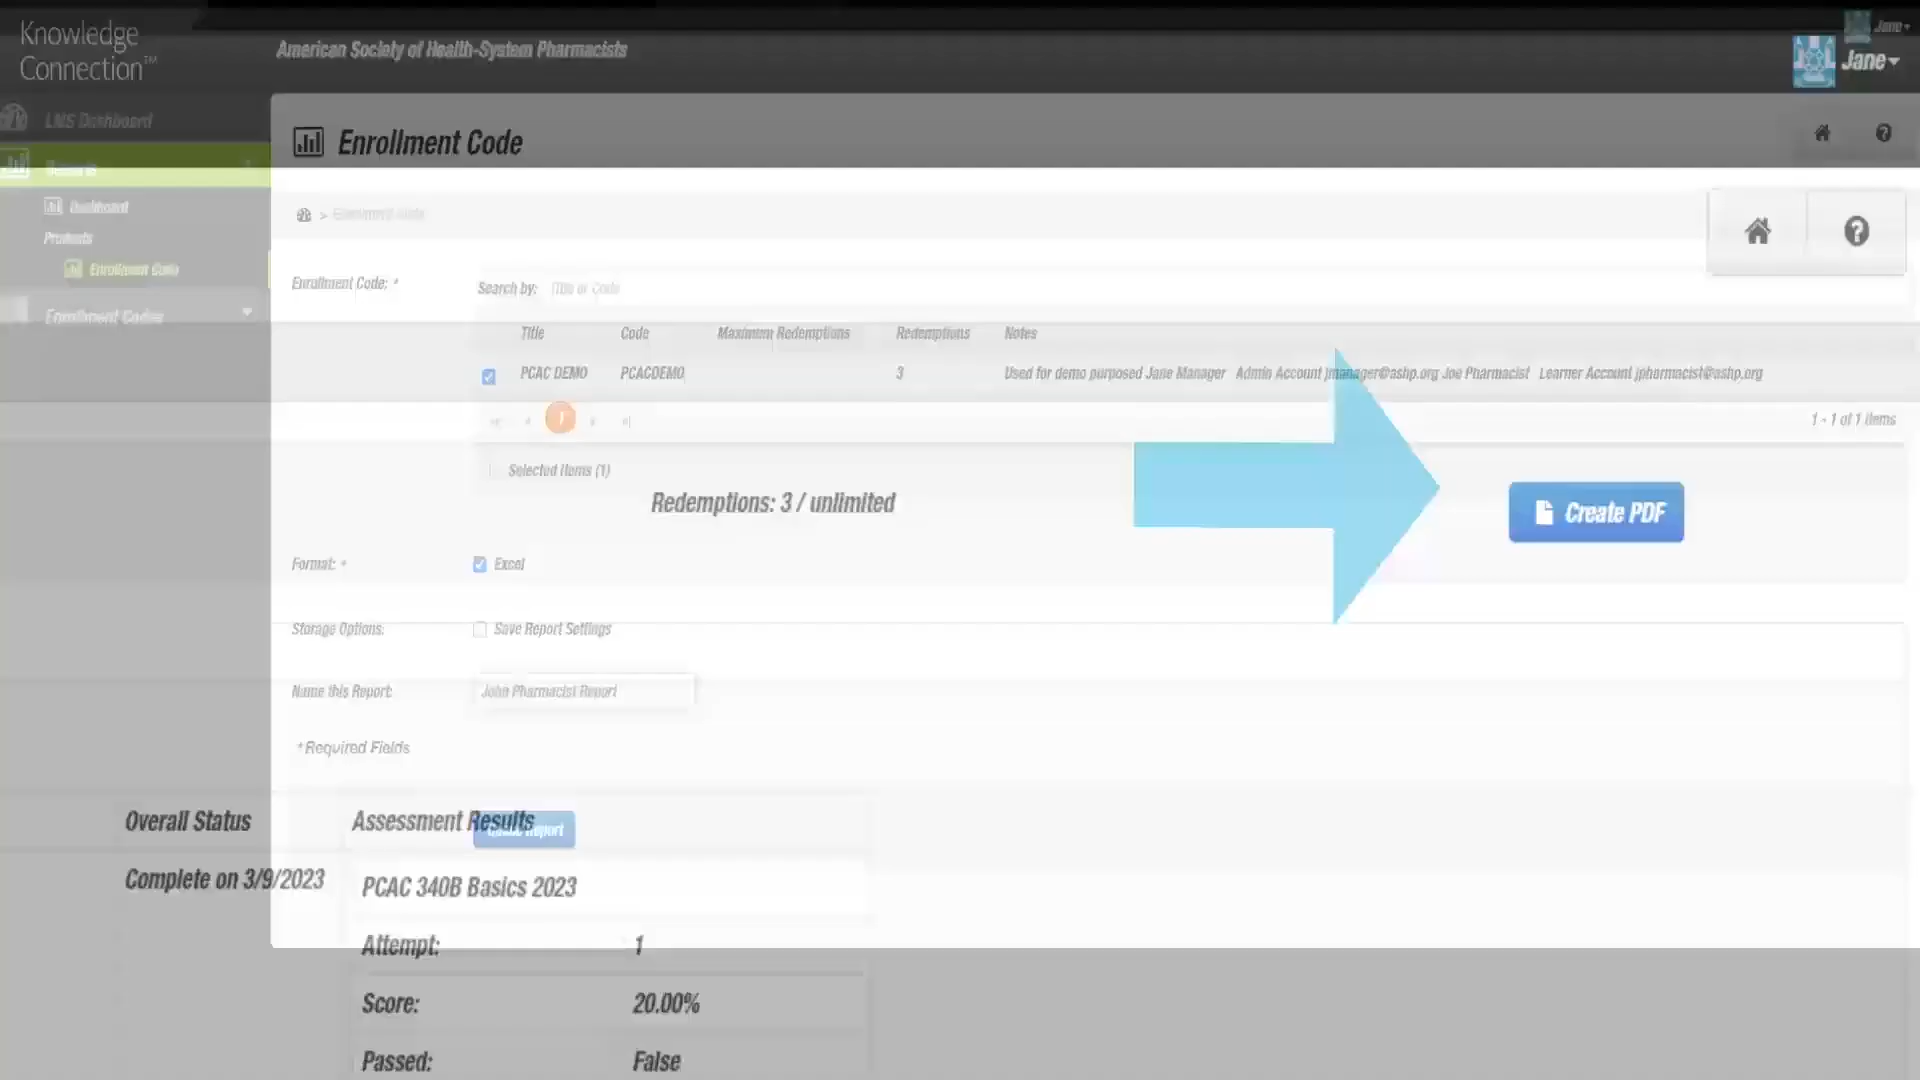 Knowledge
Connection™
American Society of Health-System Pharmacists
Jane
Jane
LMS Dashboard
Enrollment Code
Reports
Dashboard
Products
Enrollment Code
Enrollment Codes
> Enrollment Code
Enrollment Code: *
Search by: Title or Code
Title Code Maximum Redemptions Redemptions Notes
PCAC DEMO PCACDEMO 3 Used for demo purposed Jane Manager Admin Account jmanager@ashp.org Joe Pharmacist Learner Account jpharmacist@ashp.org
1
1 - 1 of 1 items
Selected Items (1)
Redemptions: 3 / unlimited
Create PDF
Format: *
Excel
Storage Options:
Save Report Settings
Name this Report:
John Pharmacist Report
*Required Fields
Overall Status
Assessment Results
Report
Complete on 3/9/2023
PCAC 340B Basics 2023
Attempt: 1
Score: 20.00%
Passed: False